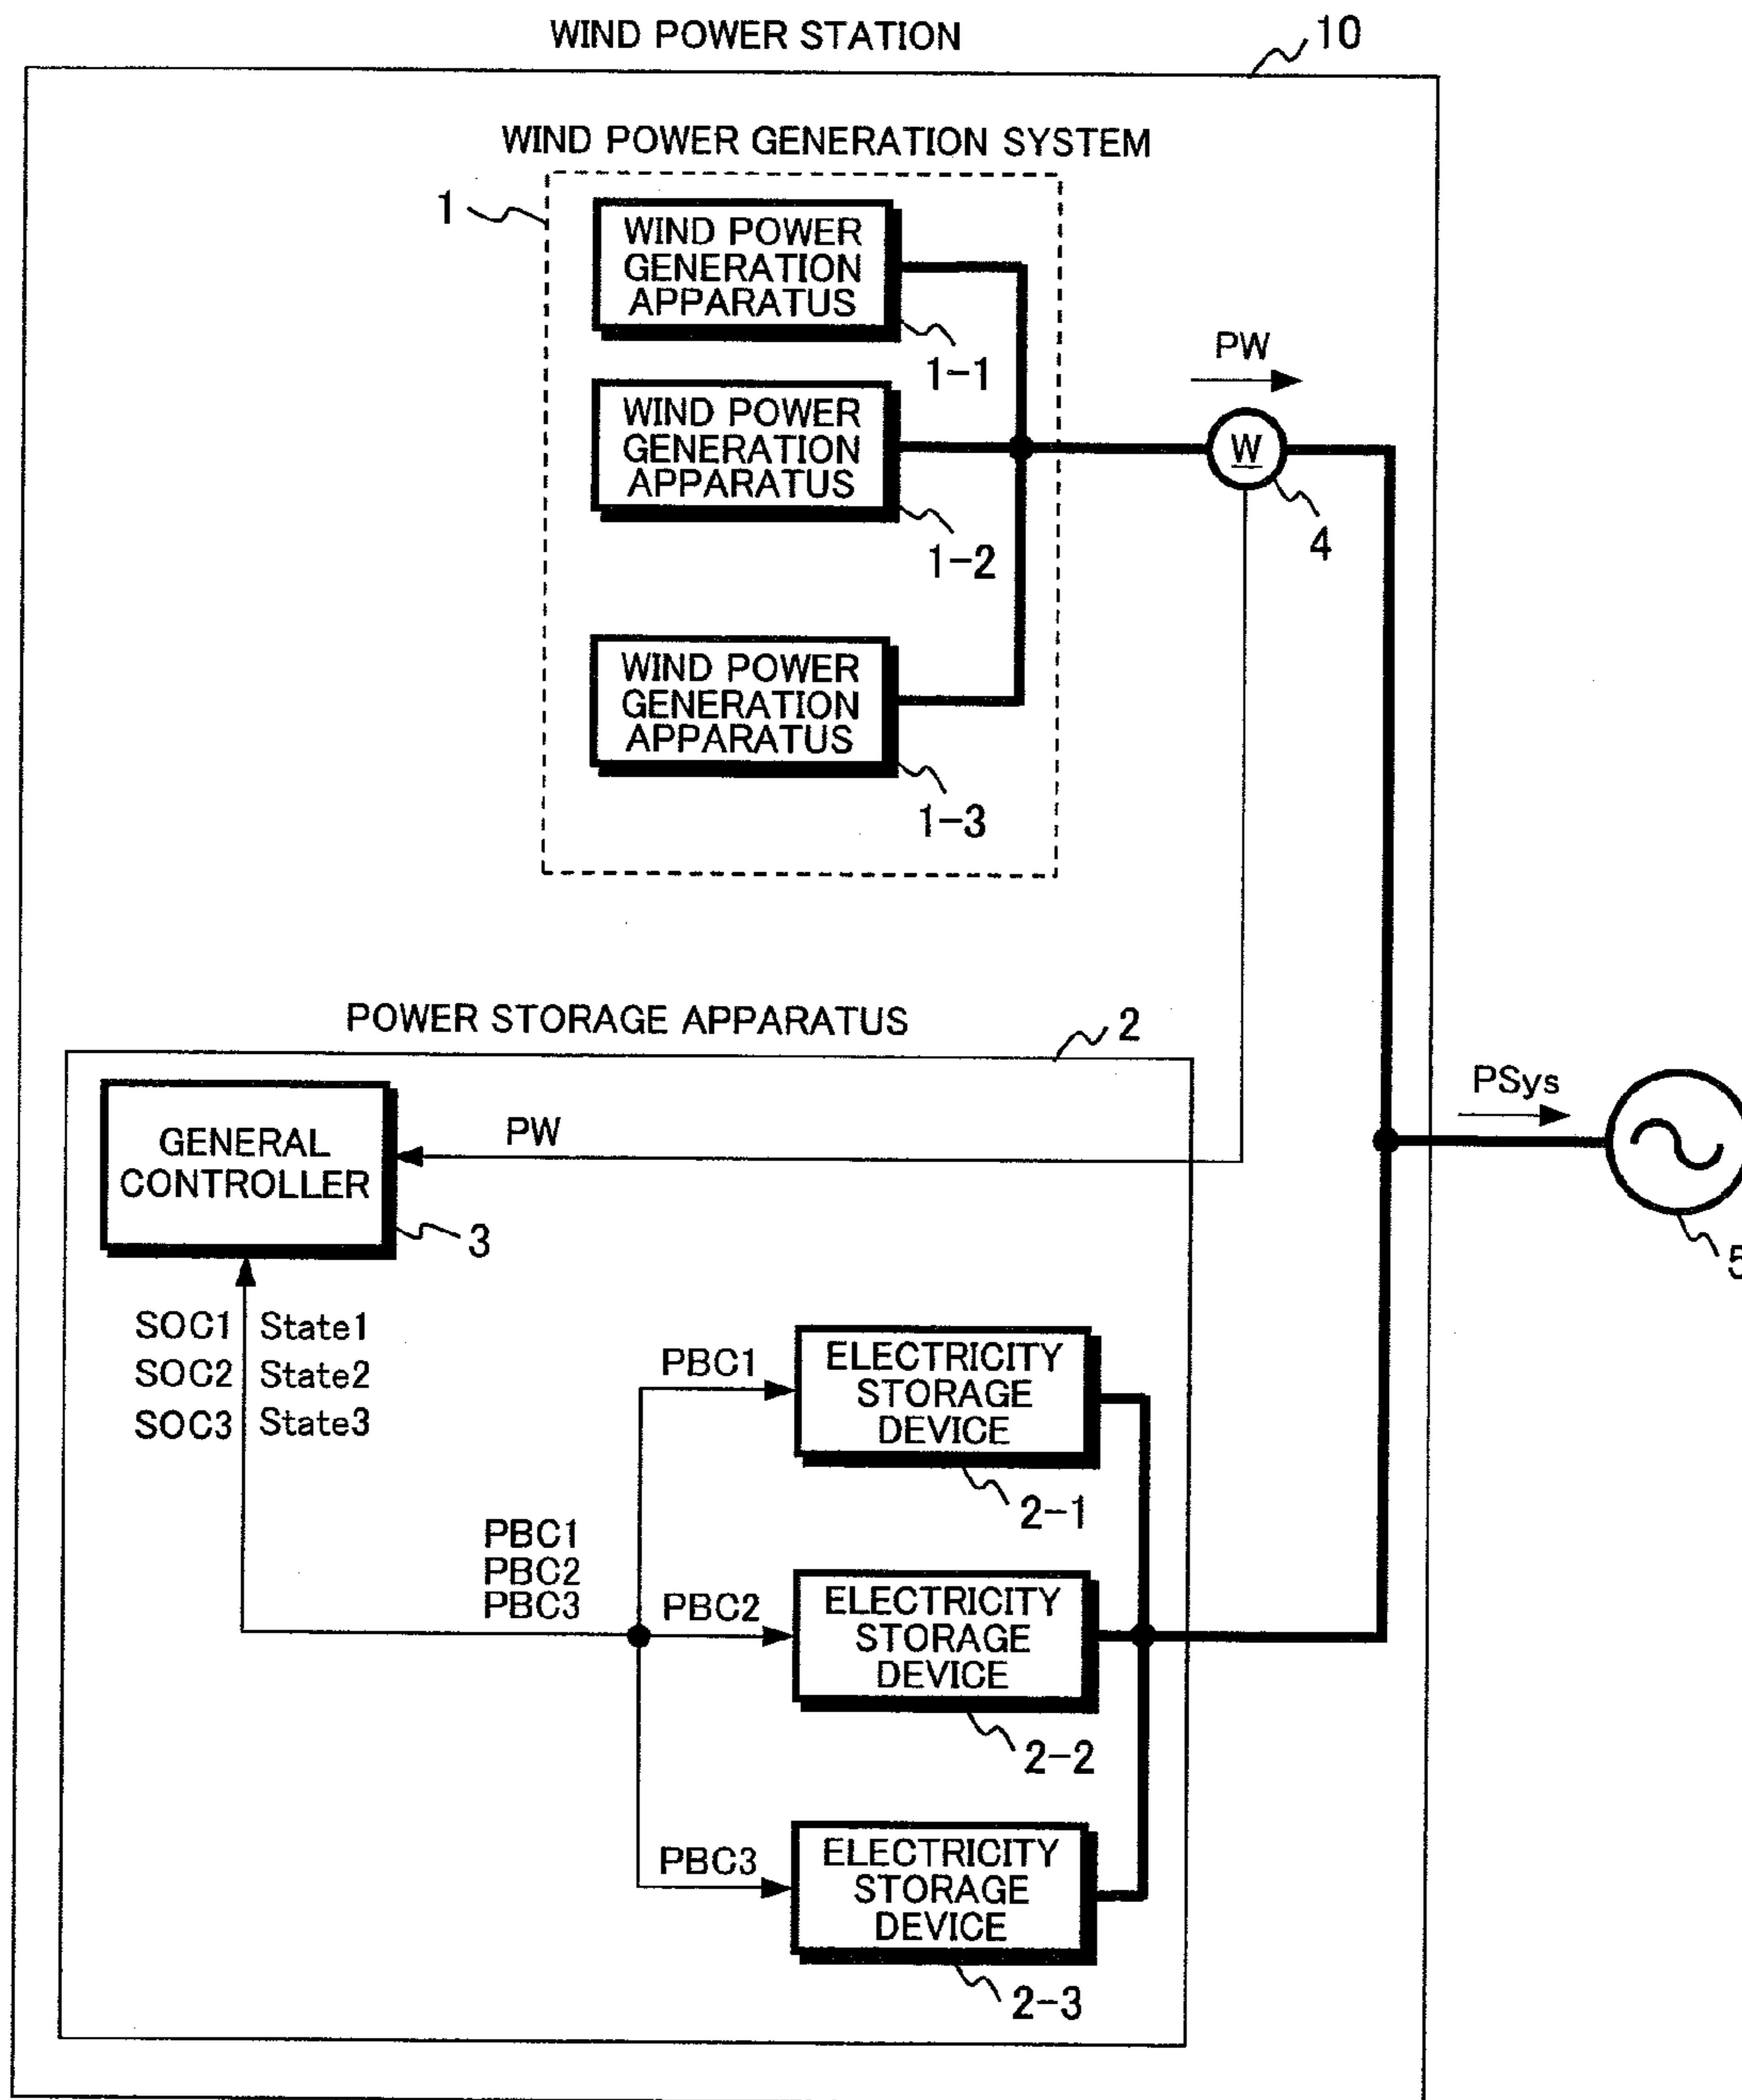 WIND POWER STATION
10
WIND POWER GENERATION SYSTEM
1
WIND POWER
GENERATION
APPARATUS
1-1
PW
WIND POWER
GENERATION
APPARATUS
1-2
W
4
WIND POWER
GENERATION
APPARATUS
1-3
POWER STORAGE APPARATUS
2
GENERAL
CONTROLLER
3
PW
PSys
5
SOC1 State1
SOC2 State2
SOC3 State3
PBC1
ELECTRICITY
STORAGE
DEVICE
2-1
PBC1
PBC2
PBC3
PBC2
ELECTRICITY
STORAGE
DEVICE
2-2
PBC3
ELECTRICITY
STORAGE
DEVICE
2-3